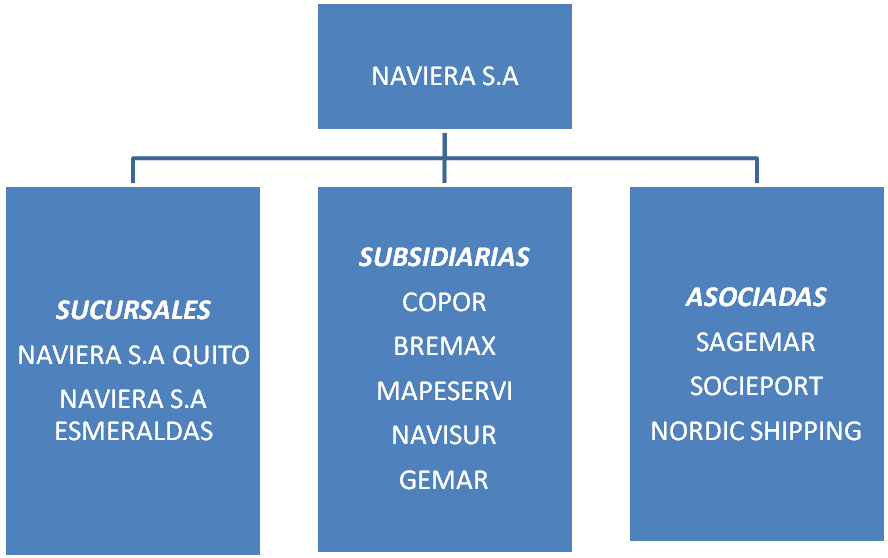 NAVIERA S.A
SUCURSALES
NAVIERA S.A QUITO
NAVIERA S.A
ESMERALDAS
SUBSIDIARIAS
COPOR
BREMAX
MAPESERVI
NAVISUR
GEMAR
ASOCIADAS
SAGEMAR
SOCIEPORT
NORDIC SHIPPING